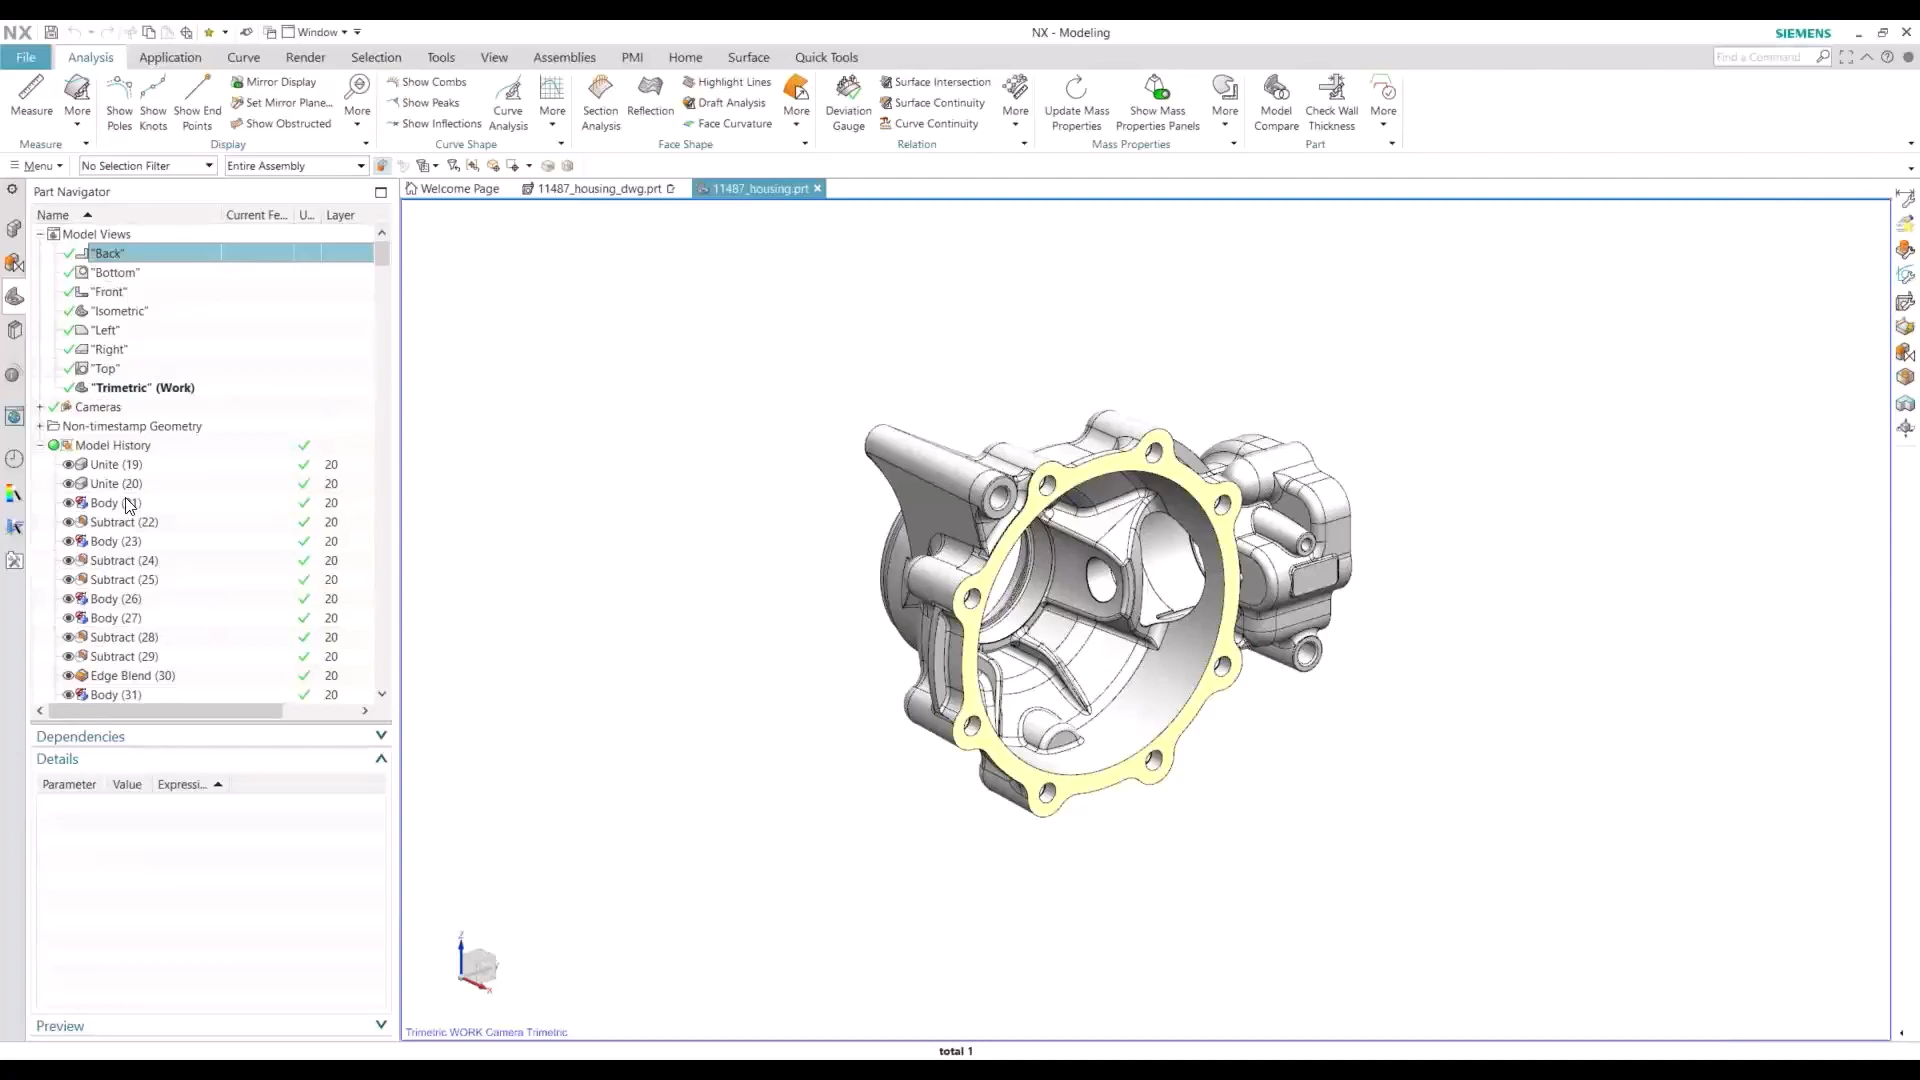 NX Window NX - Modeling SIEMENS
File Analysis Application Curve Render Selection Tools View Assemblies PMI Home Surface Quick Tools Find a Command
Measure More Show Poles Show Knots Show End Points Mirror Display Set Mirror Plane... Show Obstructed More Show Combs Show Peaks Show Inflections Curve Analysis More Section Analysis Reflection Highlight Lines Draft Analysis Face Curvature More Deviation Gauge Surface Intersection Surface Continuity Curve Continuity More Update Mass Properties Show Mass Properties Panels More Model Compare Check Wall Thickness More
Measure Display Curve Shape Face Shape Relation Mass Properties Part
Menu No Selection Filter Entire Assembly
Part Navigator Welcome Page 11487_housing_dwg.prt 11487_housing.prt
Name Current Fe... U... Layer
Model Views
"Back"
"Bottom"
"Front"
"Isometric"
"Left"
"Right"
"Top"
"Trimetric" (Work)
Cameras
Non-timestamp Geometry
Model History
Unite (19) 20
Unite (20) 20
Body 20
Subtract (22) 20
Body (23) 20
Subtract (24) 20
Subtract (25) 20
Body (26) 20
Body (27) 20
Subtract (28) 20
Subtract (29) 20
Edge Blend (30) 20
Body (31) 20
Dependencies
Details
Parameter Value Expressi...
Z
X
Preview
Trimetric WORK Camera Trimetric
total 1